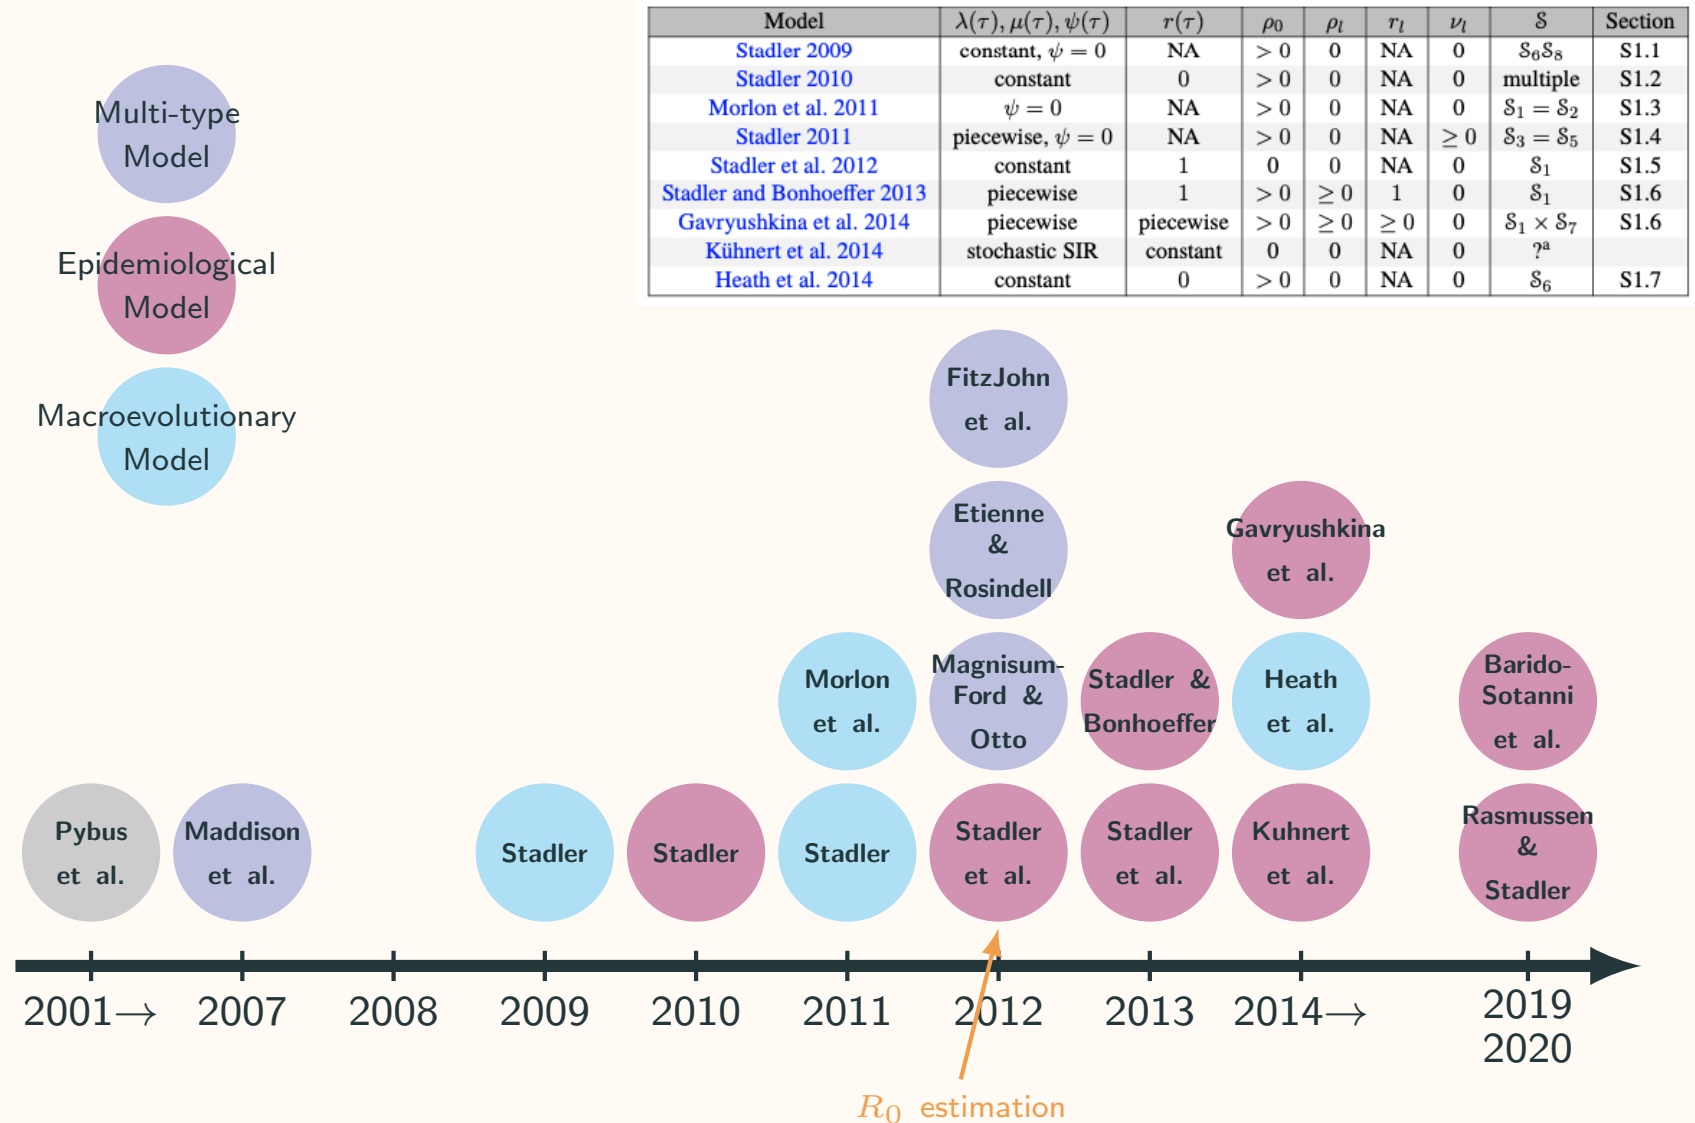 Model λ(τ), μ(τ), ψ(τ) r(τ) ρ₀ ρₗ rₗ νₗ 𝒮 Section
Stadler 2009 constant, ψ = 0 NA > 0 0 NA 0 𝒮₆𝒮₈ S1.1
Stadler 2010 constant 0 > 0 0 NA 0 multiple S1.2
Morlon et al. 2011 ψ = 0 NA > 0 0 NA 0 𝒮₁ = 𝒮₂ S1.3
Stadler 2011 piecewise, ψ = 0 NA > 0 0 NA ≥ 0 𝒮₃ = 𝒮₅ S1.4
Stadler et al. 2012 constant 1 0 0 NA 0 𝒮₁ S1.5
Stadler and Bonhoeffer 2013 piecewise 1 > 0 ≥ 0 1 0 𝒮₁ S1.6
Gavryushkina et al. 2014 piecewise piecewise > 0 ≥ 0 ≥ 0 0 𝒮₁ × 𝒮₇ S1.6
Kühnert et al. 2014 stochastic SIR constant 0 0 NA 0 ?ᵃ
Heath et al. 2014 constant 0 > 0 0 NA 0 𝒮₆ S1.7
Multi-type
Model
Epidemiological
Model
Macroevolutionary
Model
FitzJohn
et al.
Etienne
&
Rosindell
Gavryushkina
et al.
Morlon
et al.
Magnisum-
Ford &
Otto
Stadler &
Bonhoeffer
Heath
et al.
Barido-
Sotanni
et al.
Pybus
et al.
Maddison
et al.
Stadler
Stadler
Stadler
Stadler
et al.
Stadler
et al.
Kuhnert
et al.
Rasmussen
&
Stadler
2001→ 2007 2008 2009 2010 2011 2012 2013 2014→ 2019
2020
R₀ estimation